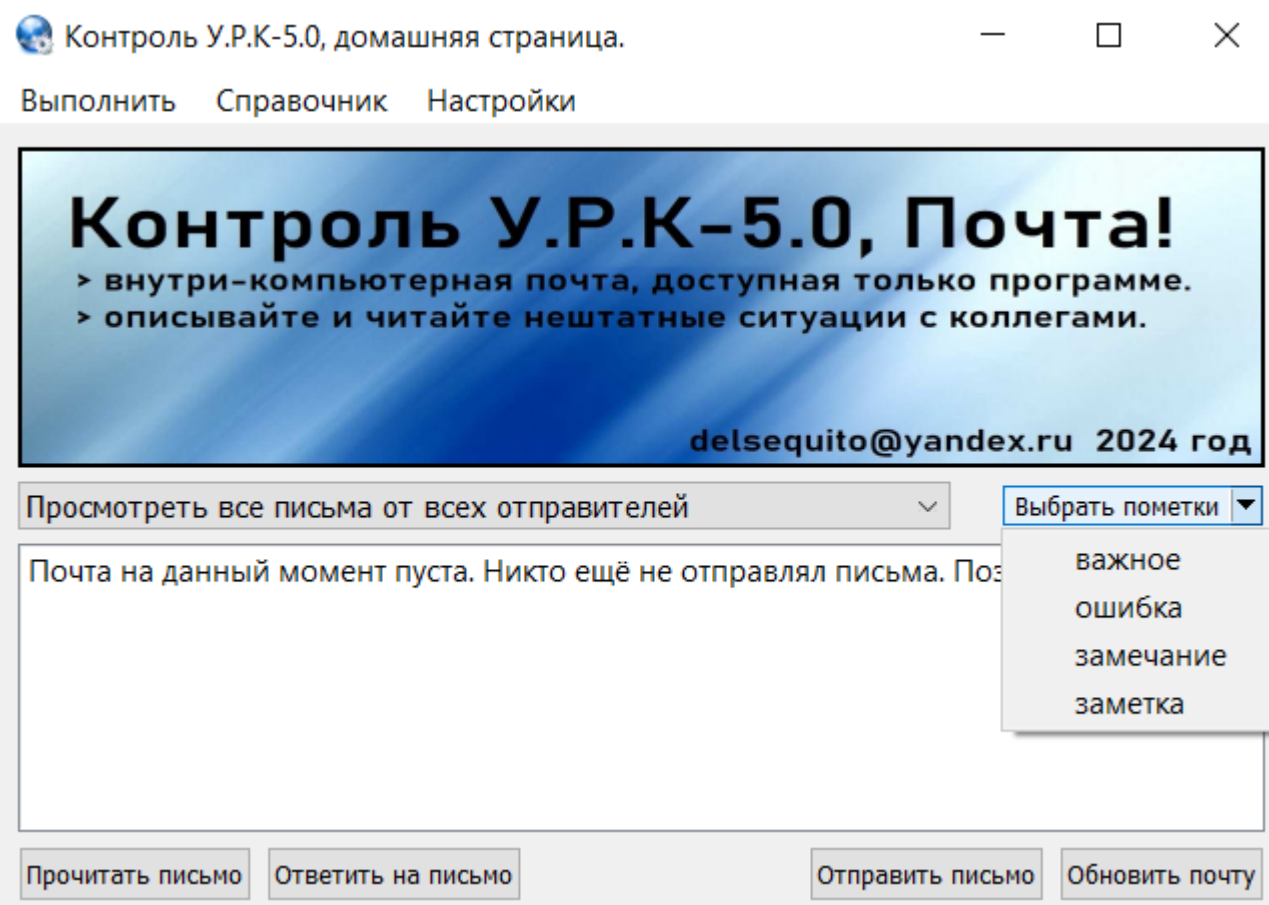 Контроль У.Р.К-5.0, домашняя страница.
Выполнить Справочник Настройки
Контроль У.Р.К-5.0, Почта!
> внутри-компьютерная почта, доступная только программе.
> описывайте и читайте нештатные ситуации с коллегами.
delsequito@yandex.ru 2024 год
Просмотреть все письма от всех отправителей
Выбрать пометки
важное
ошибка
замечание
заметка
Почта на данный момент пуста. Никто ещё не отправлял письма.
Прочитать письмо Ответить на письмо Отправить письмо Обновить почту